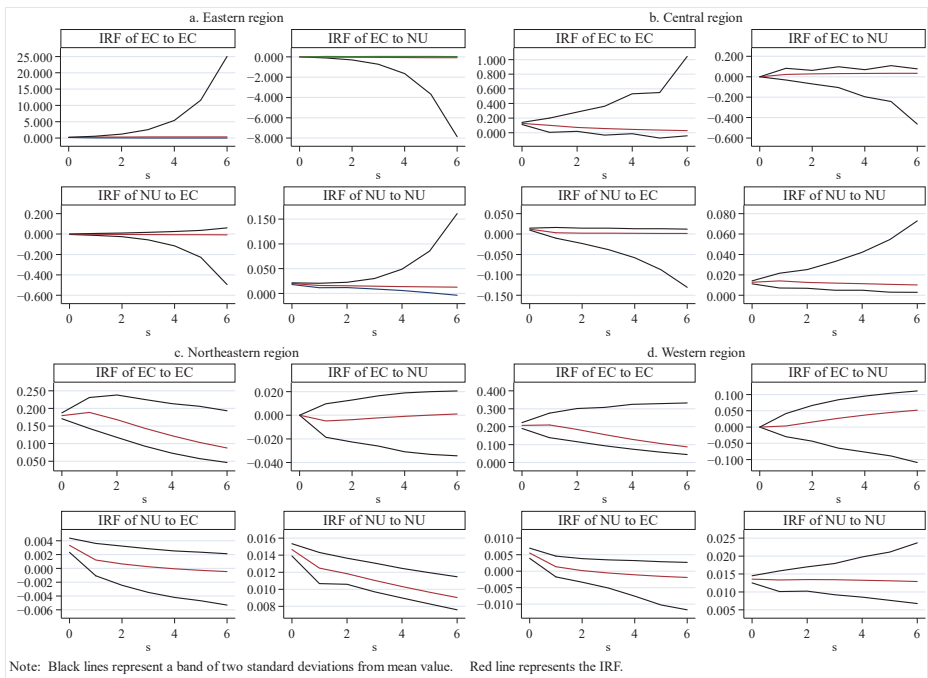 a. Eastern region
b. Central region
IRF of EC to EC
IRF of EC to NU
IRF of EC to EC
IRF of EC to NU
25.000
20.000
15.000
10.000
5.000
0.000
0 2 4 6
s
0.000
−2.000
−4.000
−6.000
−8.000
0 2 4 6
s
1.000
0.800
0.600
0.400
0.200
0.000
0 2 4 6
s
0.200
0.000
−0.200
−0.400
−0.600
0 2 4 6
s
IRF of NU to EC
IRF of NU to NU
IRF of NU to EC
IRF of NU to NU
0.200
0.000
−0.200
−0.400
−0.600
0 2 4 6
s
0.150
0.100
0.050
0.000
0 2 4 6
s
0.050
0.000
−0.050
−0.100
−0.150
0 2 4 6
s
0.080
0.060
0.040
0.020
0.000
0 2 4 6
s
c. Northeastern region
d. Western region
IRF of EC to EC
IRF of EC to NU
IRF of EC to EC
IRF of EC to NU
0.250
0.200
0.150
0.100
0.050
0 2 4 6
s
0.020
0.000
−0.020
−0.040
0 2 4 6
s
0.400
0.300
0.200
0.100
0.000
0 2 4 6
s
0.100
0.050
0.000
−0.050
−0.100
0 2 4 6
s
IRF of NU to EC
IRF of NU to NU
IRF of NU to EC
IRF of NU to NU
0.004
0.002
0.000
−0.002
−0.004
−0.006
0 2 4 6
s
0.016
0.014
0.012
0.010
0.008
0 2 4 6
s
0.010
0.005
0.000
−0.005
−0.010
0 2 4 6
s
0.025
0.020
0.015
0.010
0.005
0 2 4 6
s
Note: Black lines represent a band of two standard deviations from mean value. Red line represents the IRF.